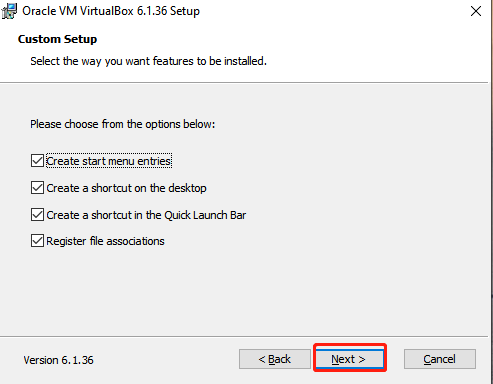 Oracle VM VirtualBox 6.1.36 Setup
Custom Setup
Select the way you want features to be installed.
Please choose from the options below:
Create start menu entries
Create a shortcut on the desktop
Create a shortcut in the Quick Launch Bar
Register file associations
Version 6.1.36
< Back
Next >
Cancel